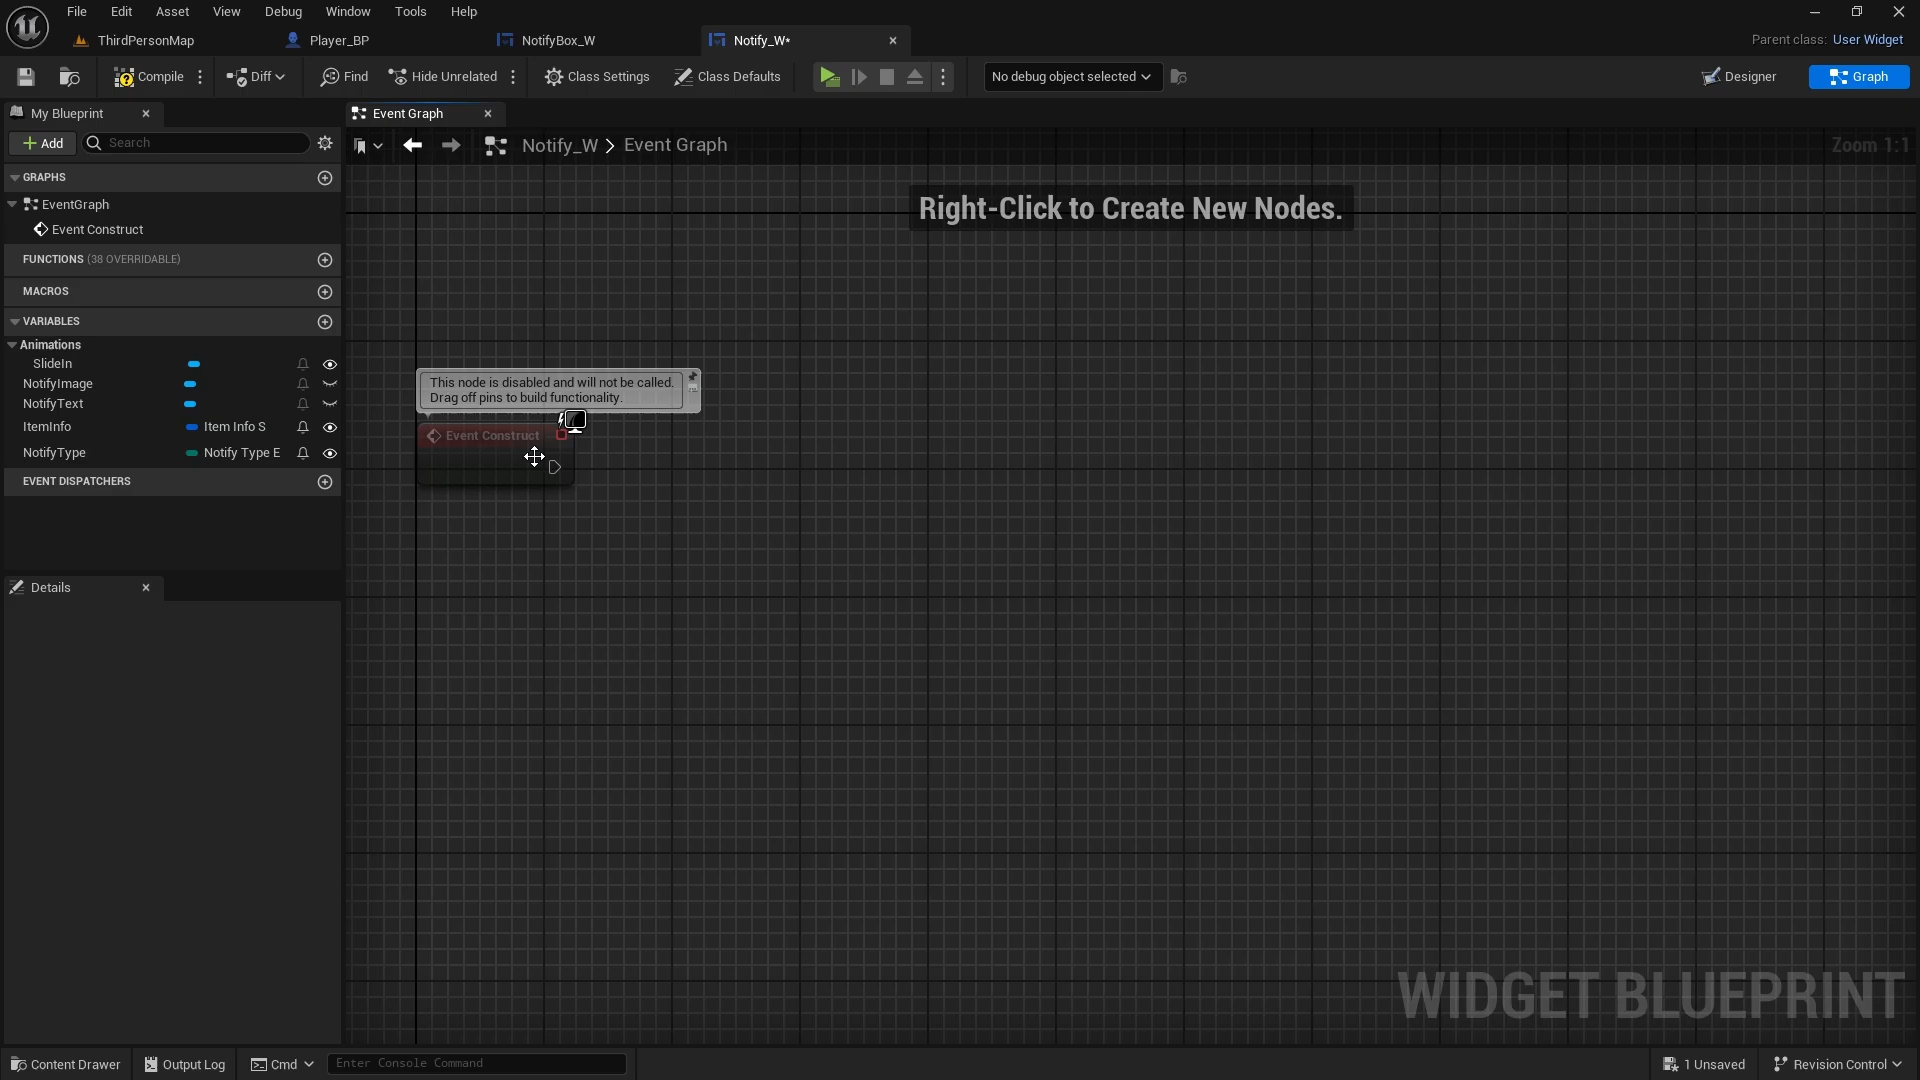 File Edit Asset View Debug Window Tools Help
ThirdPersonMap
Player_BP
NotifyBox_W
Notify_W*
Parent class: User Widget
Compile
Diff
Find
Hide Unrelated
Class Settings
Class Defaults
No debug object selected
Designer
Graph
My Blueprint
Event Graph
Add
Search
Notify_W > Event Graph
Zoom 1:1
GRAPHS
Right-Click to Create New Nodes.
EventGraph
Event Construct
FUNCTIONS (38 OVERRIDABLE)
MACROS
VARIABLES
Animations
SlideIn
NotifyImage
NotifyText
ItemInfo Item Info S
NotifyType Notify Type E
EVENT DISPATCHERS
This node is disabled and will not be called.
Drag off pins to build functionality.
Event Construct
Details
WIDGET BLUEPRINT
Content Drawer
Output Log
Cmd
Enter Console Command
1 Unsaved
Revision Control